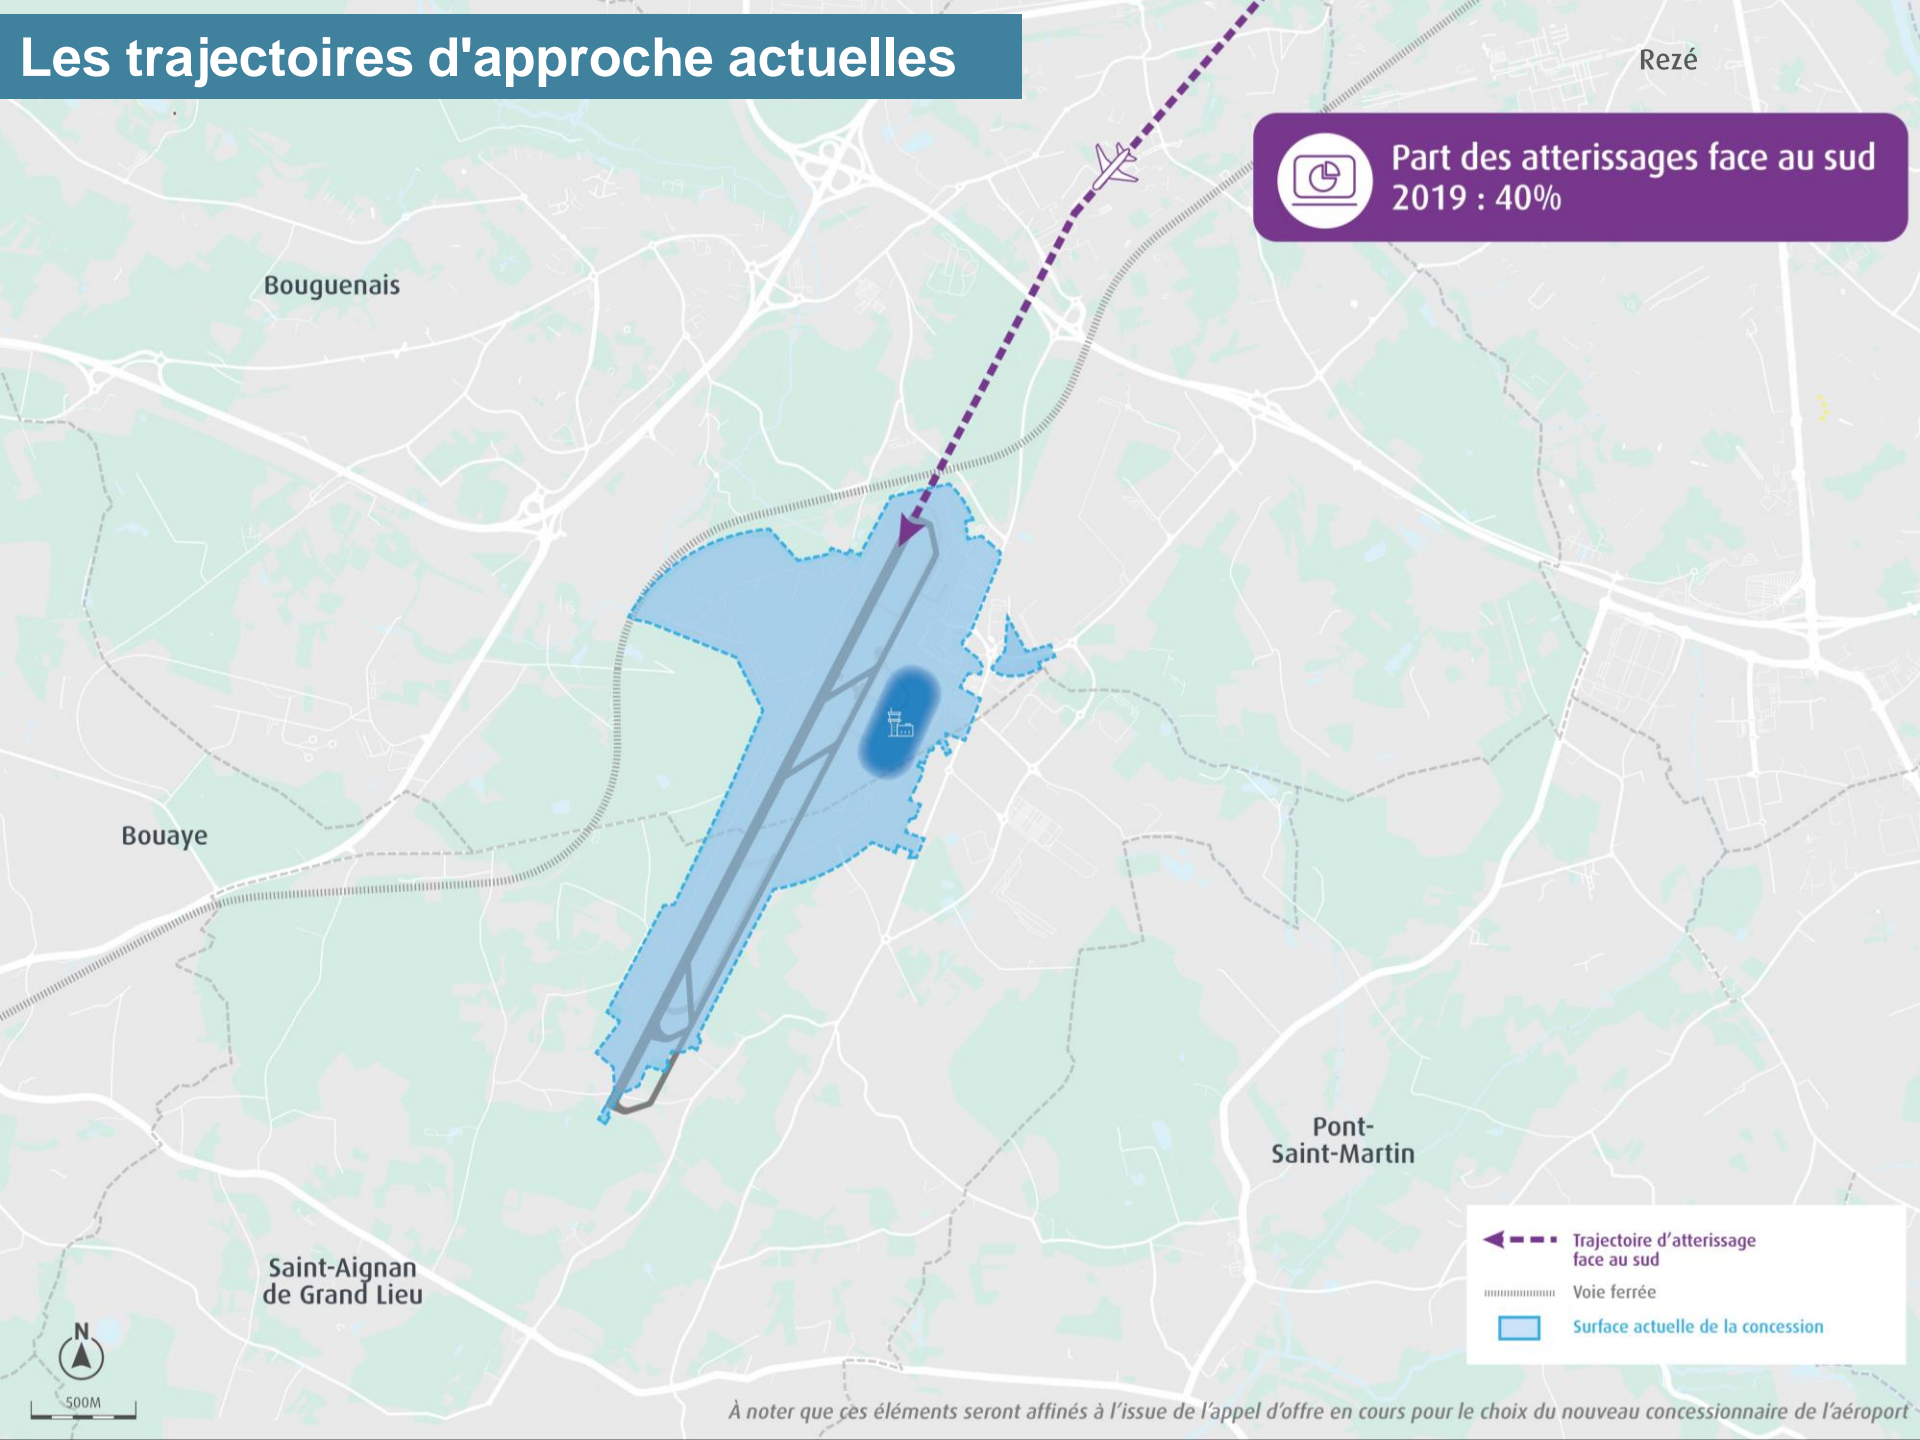 Les trajectoires d'approche actuelles
Rezé
Part des atterissages face au sud
2019 : 40%
Bouguenais
Bouaye
Pont-
Saint-Martin
Trajectoire d'atterissage
face au sud
Voie ferrée
Surface actuelle de la concession
Saint-Aignan
de Grand Lieu
N
500M
À noter que ces éléments seront affinés à l'issue de l'appel d'offre en cours pour le choix du nouveau concessionnaire de l'aéroport